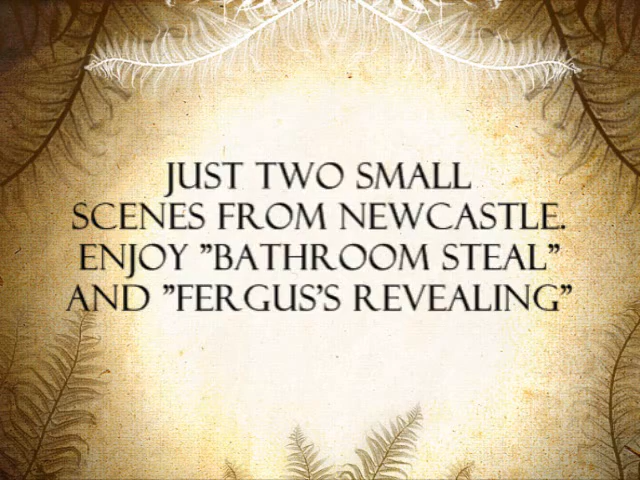 JUST TWO SMALL
SCENES FROM NEWCASTLE.
ENJOY "BATHROOM STEAL"
AND "FERGUS'S REVEALING"